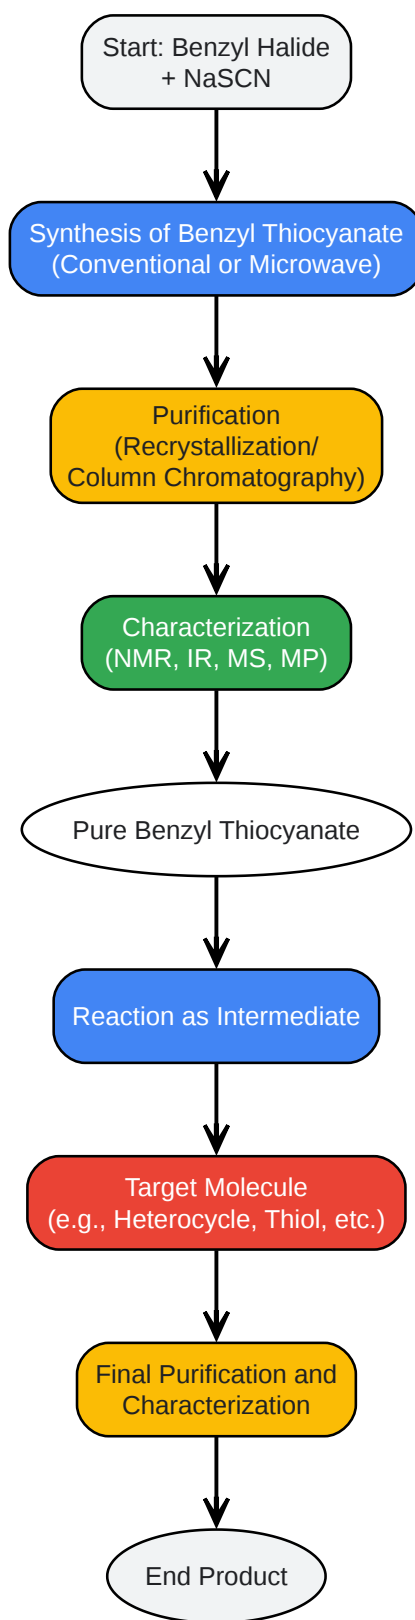 Start: Benzyl Halide
+ NaSCN
Synthesis of Benzyl Thiocyanate
(Conventional or Microwave)
Purification
(Recrystallization/
Column Chromatography)
Characterization
(NMR, IR, MS, MP)
Pure Benzyl Thiocyanate
Reaction as Intermediate
Target Molecule
(e.g., Heterocycle, Thiol, etc.)
Final Purification and
Characterization
End Product